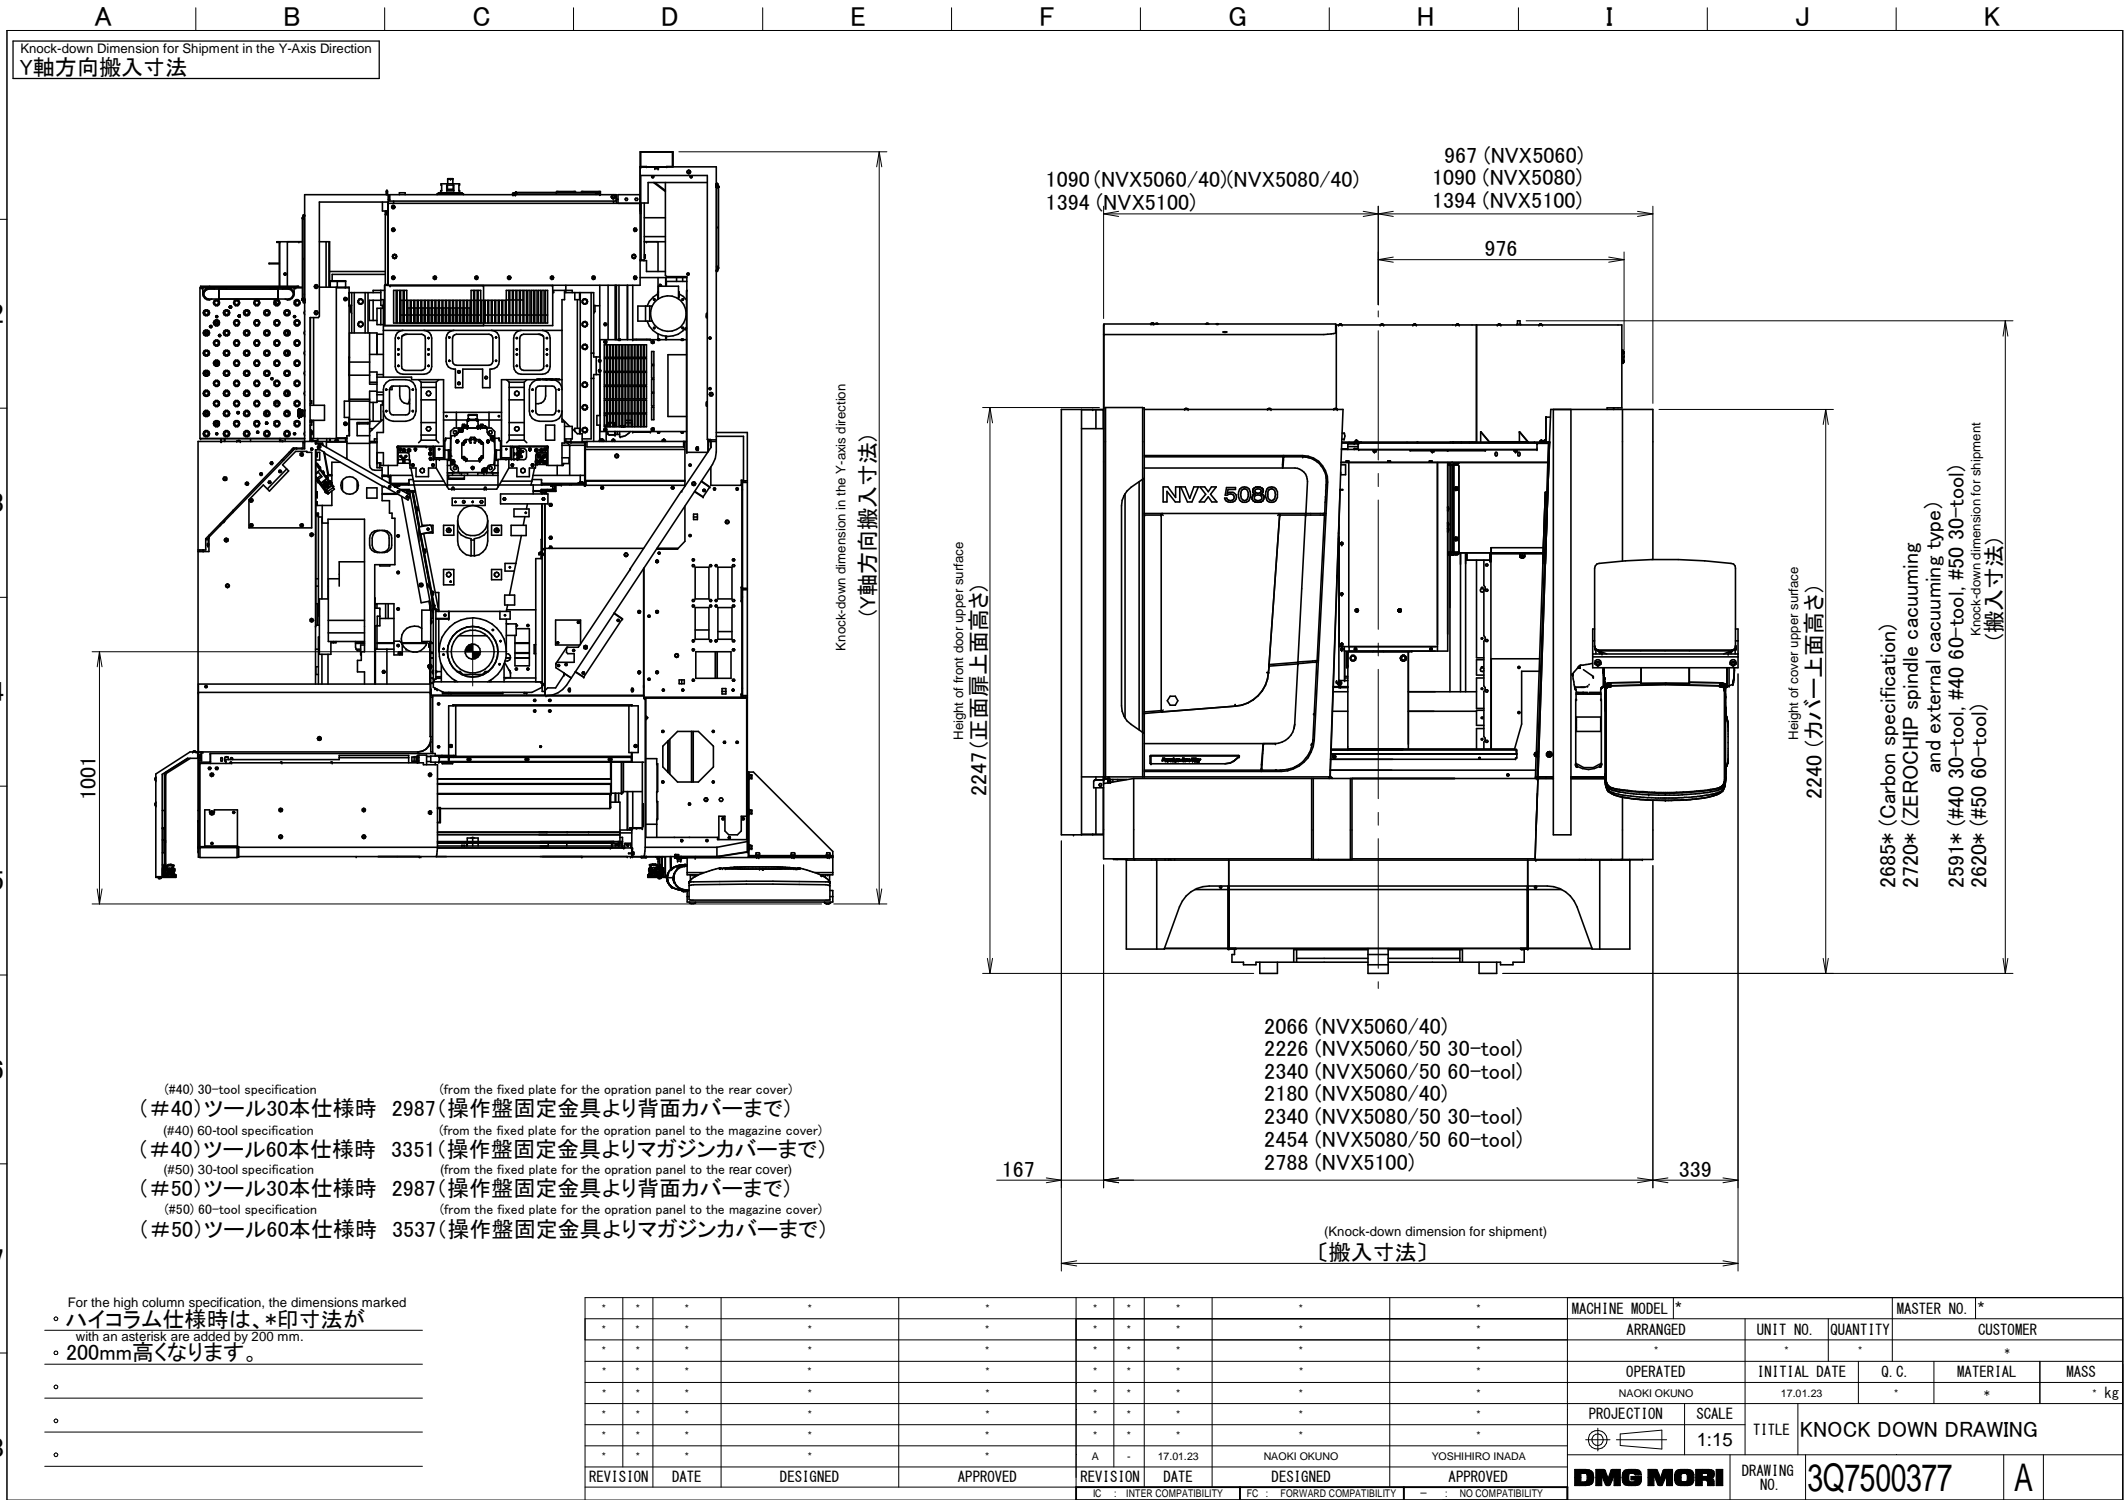 A B C D E F G H I J K
Knock-down Dimension for Shipment in the Y-Axis Direction
Y軸方向搬入寸法
1001
Knock-down dimension in the Y-axis direction
(Y軸方向搬入寸法)
1090(NVX5060/40)(NVX5080/40)
1394 (NVX5100)
967 (NVX5060)
1090 (NVX5080)
1394 (NVX5100)
976
NVX 5080
Height of front door upper surface
2247(正面扉上面高さ)
Height of cover upper surface
2240(カバー上面高さ)
2685* (Carbon specification)
2720* (ZEROCHIP spindle cacuuming
and external cacuuming type)
2591* (#40 30-tool, #40 60-tool, #50 30-tool)
2620* (#50 60-tool)
Knock-down dimension for shipment
(搬入寸法)
2066 (NVX5060/40)
2226 (NVX5060/50 30-tool)
2340 (NVX5060/50 60-tool)
2180 (NVX5080/40)
2340 (NVX5080/50 30-tool)
2454 (NVX5080/50 60-tool)
2788 (NVX5100)
167
339
(Knock-down dimension for shipment)
〔搬入寸法〕
(#40) 30-tool specification (from the fixed plate for the opration panel to the rear cover)
(#40)ツール30本仕様時 2987(操作盤固定金具より背面カバーまで)
(#40) 60-tool specification (from the fixed plate for the opration panel to the magazine cover)
(#40)ツール60本仕様時 3351(操作盤固定金具よりマガジンカバーまで)
(#50) 30-tool specification (from the fixed plate for the opration panel to the rear cover)
(#50)ツール30本仕様時 2987(操作盤固定金具より背面カバーまで)
(#50) 60-tool specification (from the fixed plate for the opration panel to the magazine cover)
(#50)ツール60本仕様時 3537(操作盤固定金具よりマガジンカバーまで)
For the high column specification, the dimensions marked
。ハイコラム仕様時は、*印寸法が
with an asterisk are added by 200 mm.
。200mm高くなります。
A - 17.01.23 NAOKI OKUNO YOSHIHIRO INADA
REVISION DATE DESIGNED APPROVED REVISION DATE DESIGNED APPROVED
IC : INTER COMPATIBILITY FC : FORWARD COMPATIBILITY - : NO COMPATIBILITY
MACHINE MODEL * MASTER NO. *
ARRANGED UNIT NO. QUANTITY CUSTOMER
* * * *
OPERATED INITIAL DATE Q.C. MATERIAL MASS
NAOKI OKUNO 17.01.23 * * * kg
PROJECTION SCALE
1:15
TITLE KNOCK DOWN DRAWING
DMG MORI
DRAWING NO. 3Q7500377 A